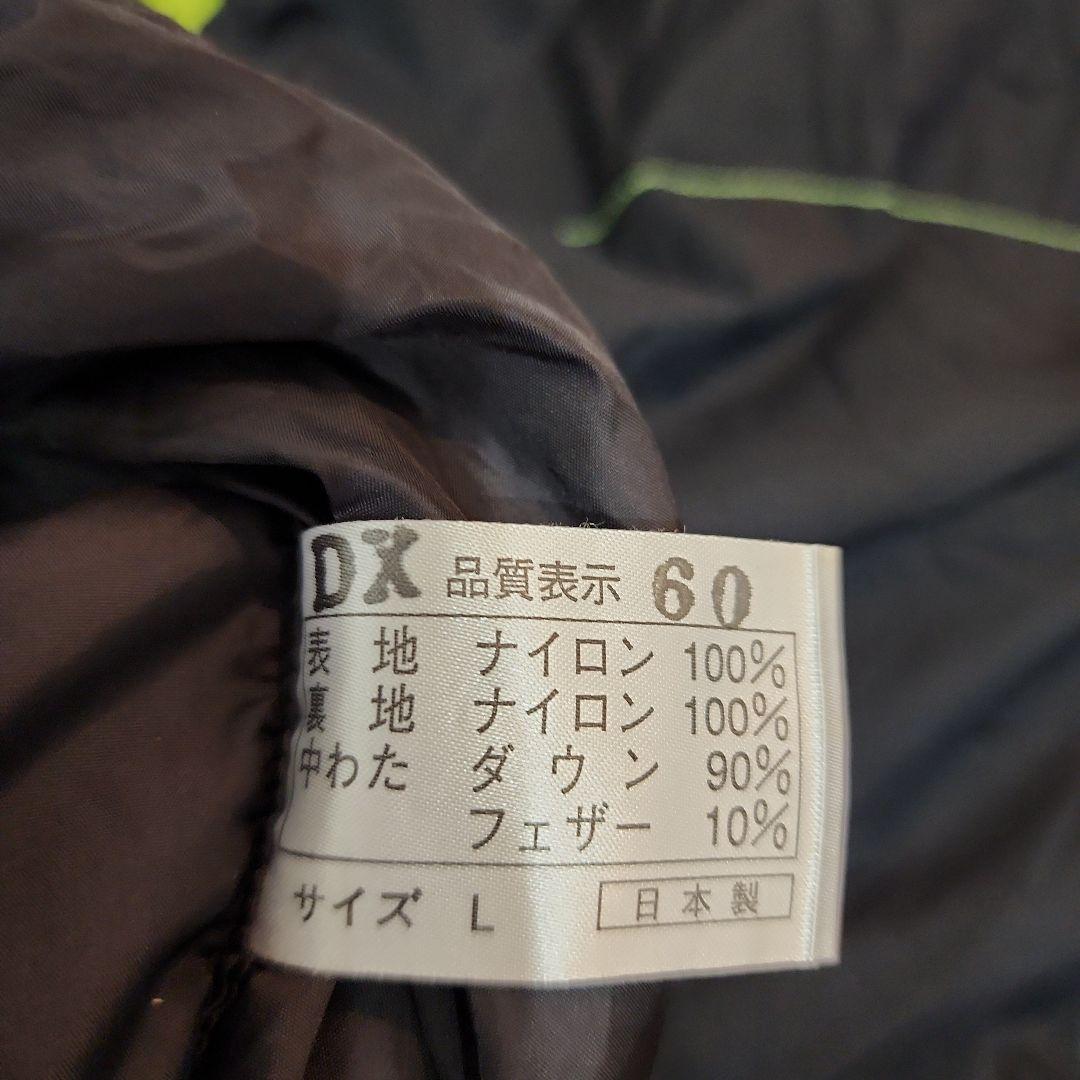 DX 品質表示 60
表 地 ナイロン 100%
裏 地 ナイロン 100%
中わた ダウン 90%
フェザー 10%
サイズ L 日本製